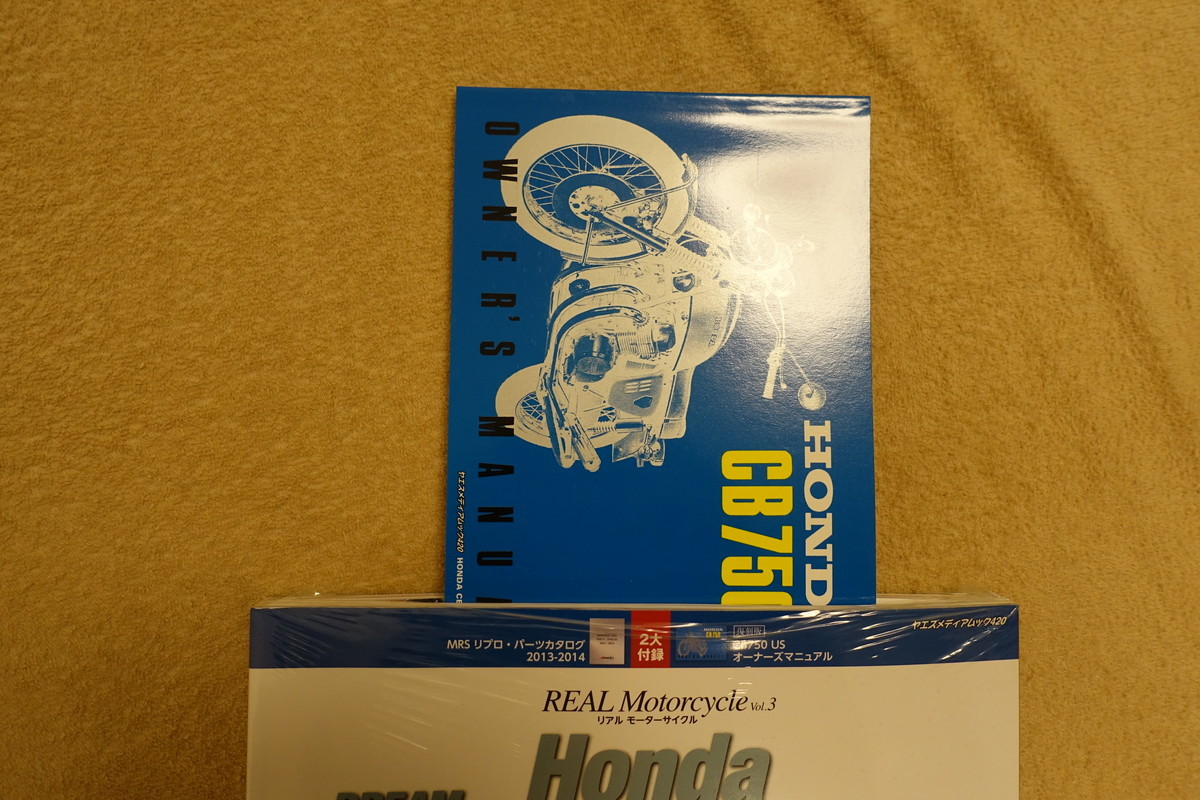 OWNER'S MANUA
HONDA
CB750
ヤエスメディアムック420 HONDA CB
ヤエスメディアムック420
MRS リプロ・パーツカタログ
2013-2014
2大
付録
復刻版
CB750 US
オーナーズマニュアル
REAL Motorcycle Vol.3
リアル モーターサイクル
Honda
DREAM